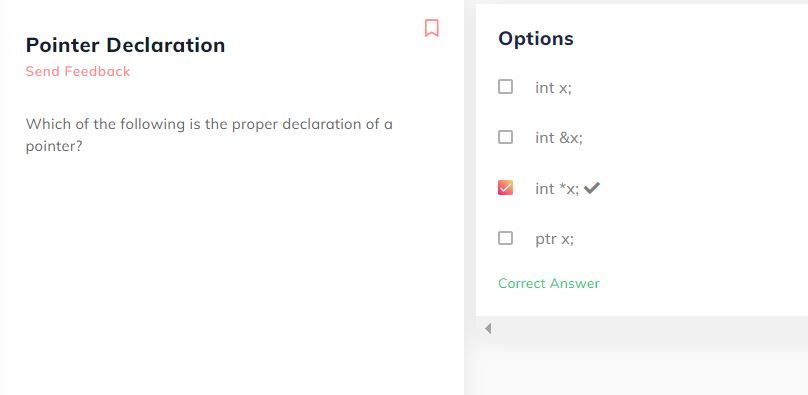 Pointer Declaration
Send Feedback
Which of the following is the proper declaration of a
pointer?
Options
int x;
int &x;
int *x;
ptr x;
Correct Answer